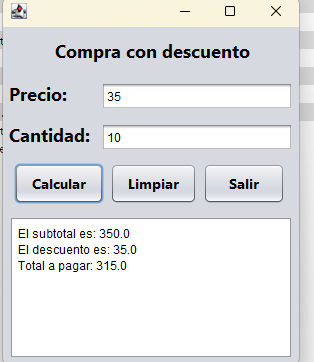 Compra con descuento
Precio: 35
Cantidad: 10
Calcular Limpiar Salir
El subtotal es: 350.0
El descuento es: 35.0
Total a pagar: 315.0